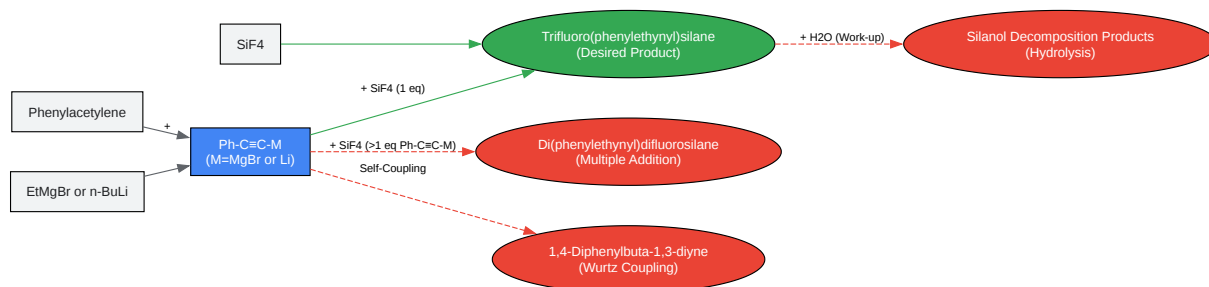 SiF4
Trifluoro(phenylethynyl)silane
(Desired Product)
+ H2O (Work-up)
Silanol Decomposition Products
(Hydrolysis)
+ SiF4 (1 eq)
Phenylacetylene
+
Ph-C≡C-M
(M=MgBr or Li)
+ SiF4 (>1 eq Ph-C≡C-M)
Di(phenylethynyl)difluorosilane
(Multiple Addition)
Self-Coupling
EtMgBr or n-BuLi
1,4-Diphenylbuta-1,3-diyne
(Wurtz Coupling)